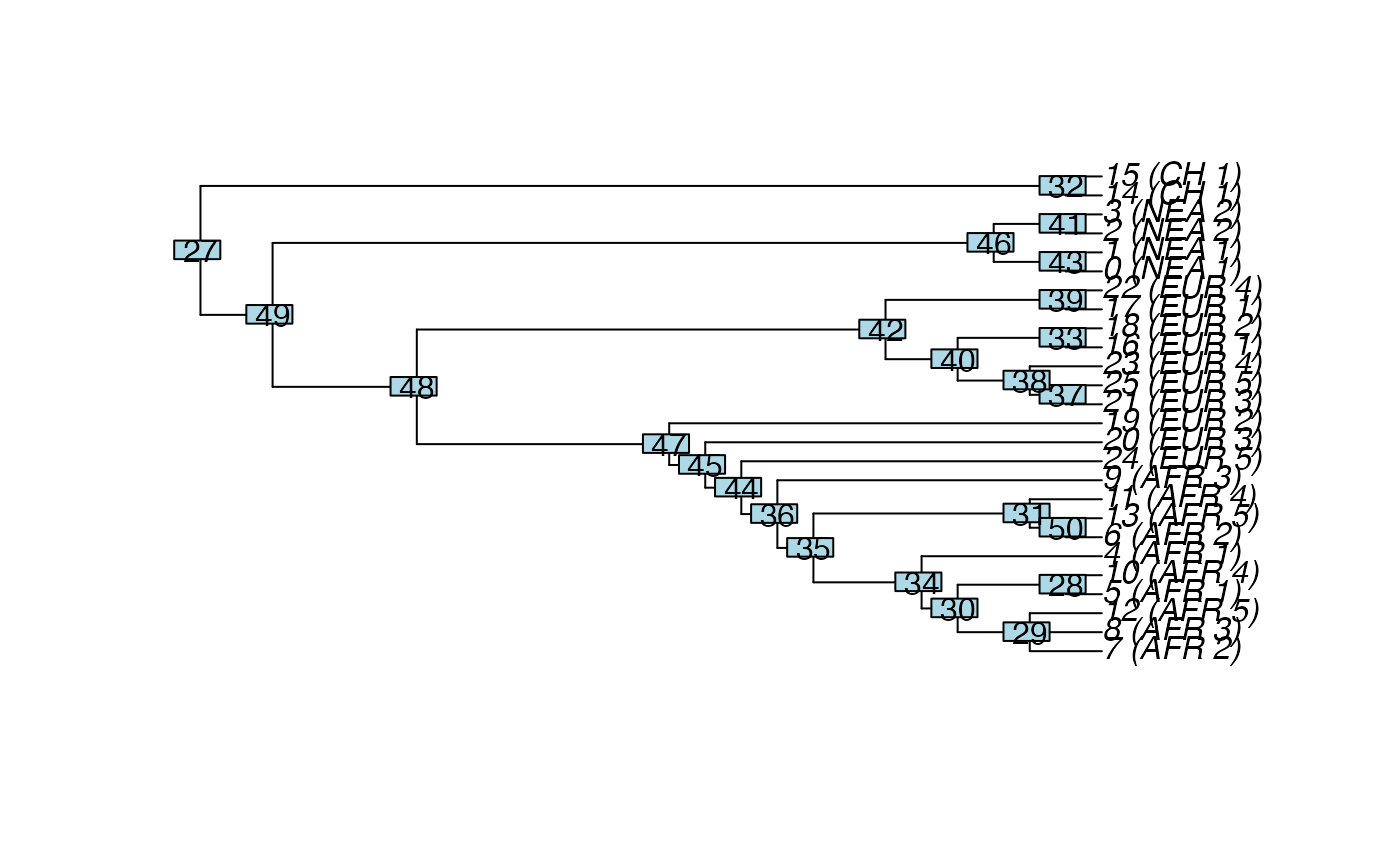 15 (CH 1)
32
14 (CH 1)
3 (NEA 2)
41
2 (NEA 2)
46
1 (NEA 1)
27
43
0 (NEA 1)
22 (EUR 4)
39
17 (EUR 1)
49
18 (EUR 2)
42
33
16 (EUR 1)
40
23 (EUR 4)
38
25 (EUR 5)
48
37
21 (EUR 3)
19 (EUR 2)
47
20 (EUR 3)
45
24 (EUR 5)
9 (AFR 3)
44
11 (AFR 4)
36
31
13 (AFR 5)
50
6 (AFR 2)
35
4 (AFR 1)
10 (AFR 4)
34
28
5 (AFR 1)
30
12 (AFR 5)
29
8 (AFR 3)
7 (AFR 2)